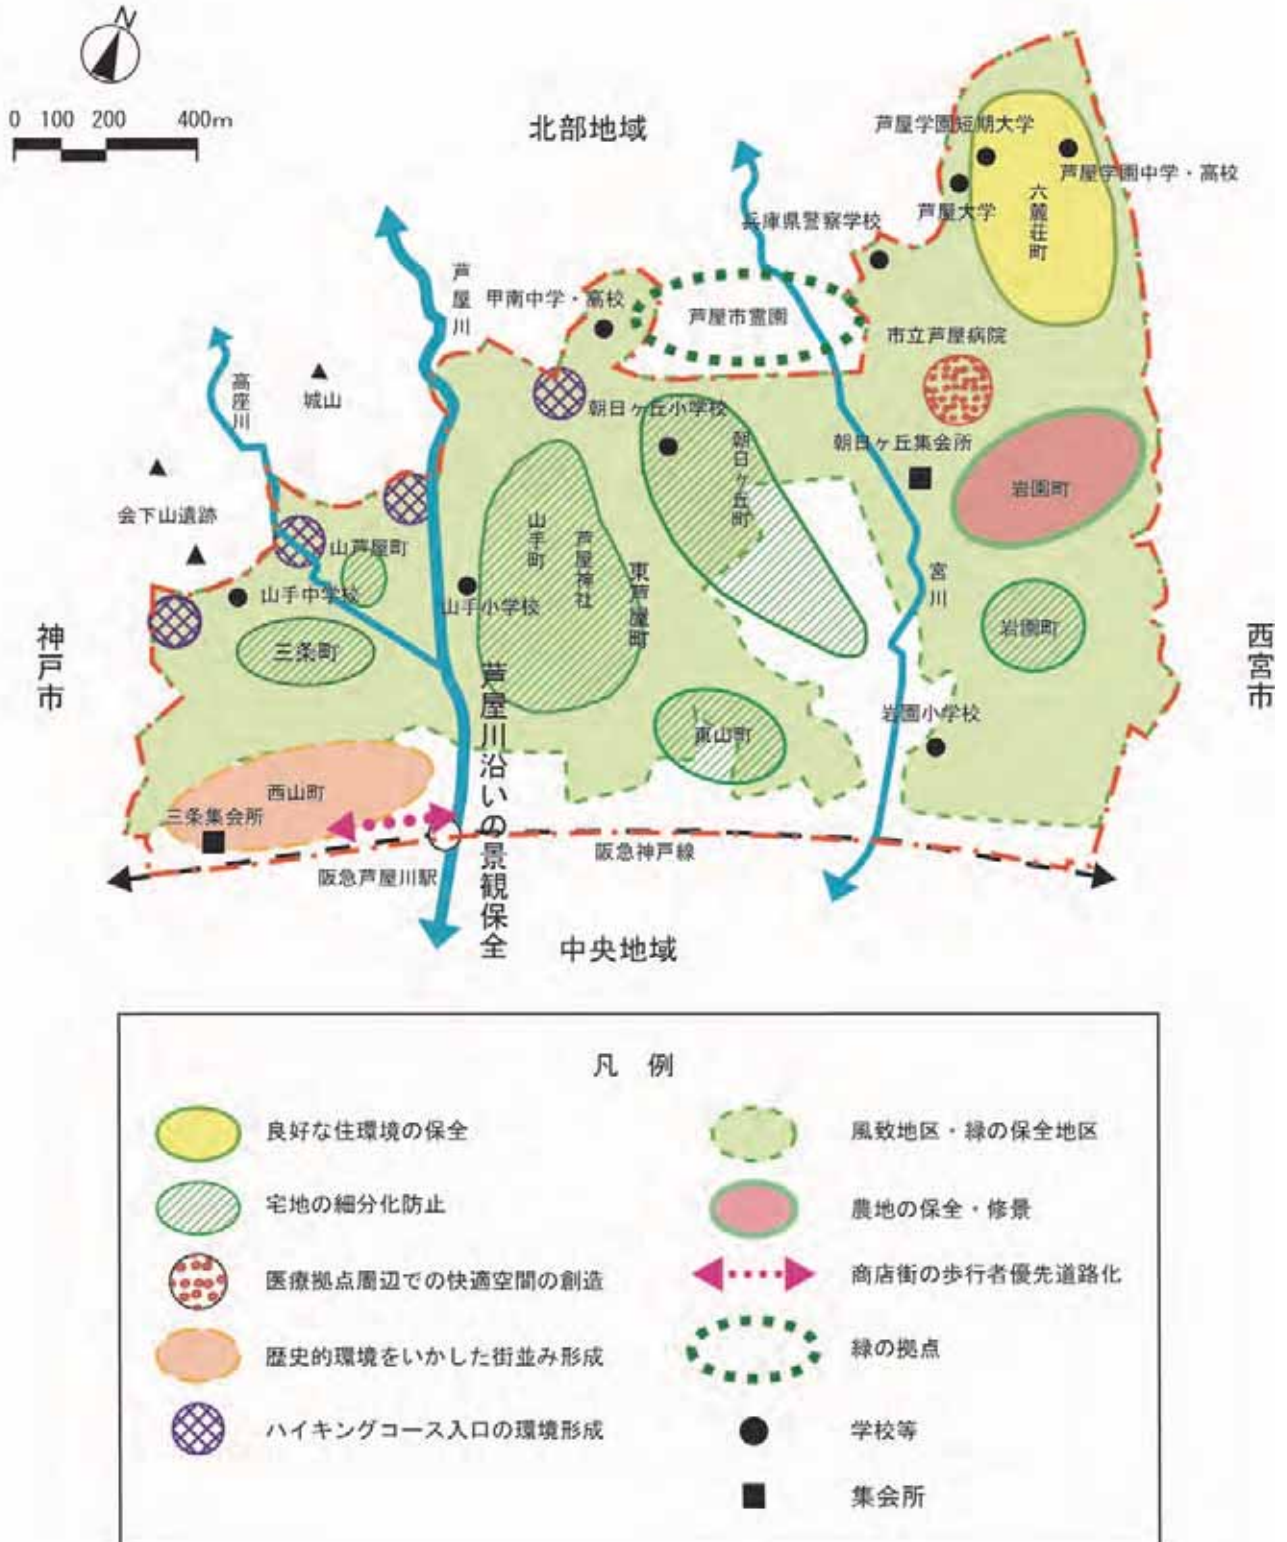 N
0 100 200 400m
北部地域
芦屋学園短期大学
芦屋学園中学・高校
芦屋大学
六麓荘町
兵庫県警察学校
芦屋川
甲南中学・高校
芦屋市霊園
市立芦屋病院
高座川
城山
朝日ヶ丘小学校
朝日ヶ丘町
朝日ヶ丘集会所
岩園町
会下山遺跡
山芦屋町
山手町
芦屋神社
東芦屋町
宮川
山手中学校
山手小学校
三条町
岩園町
神戸市
西宮市
芦屋川沿いの景観保全
岩園小学校
東山町
西山町
三条集会所
阪急神戸線
阪急芦屋川駅
中央地域
凡 例
良好な住環境の保全
宅地の細分化防止
医療拠点周辺での快適空間の創造
歴史的環境をいかした街並み形成
ハイキングコース入口の環境形成
風致地区・緑の保全地区
農地の保全・修景
商店街の歩行者優先道路化
緑の拠点
学校等
集会所